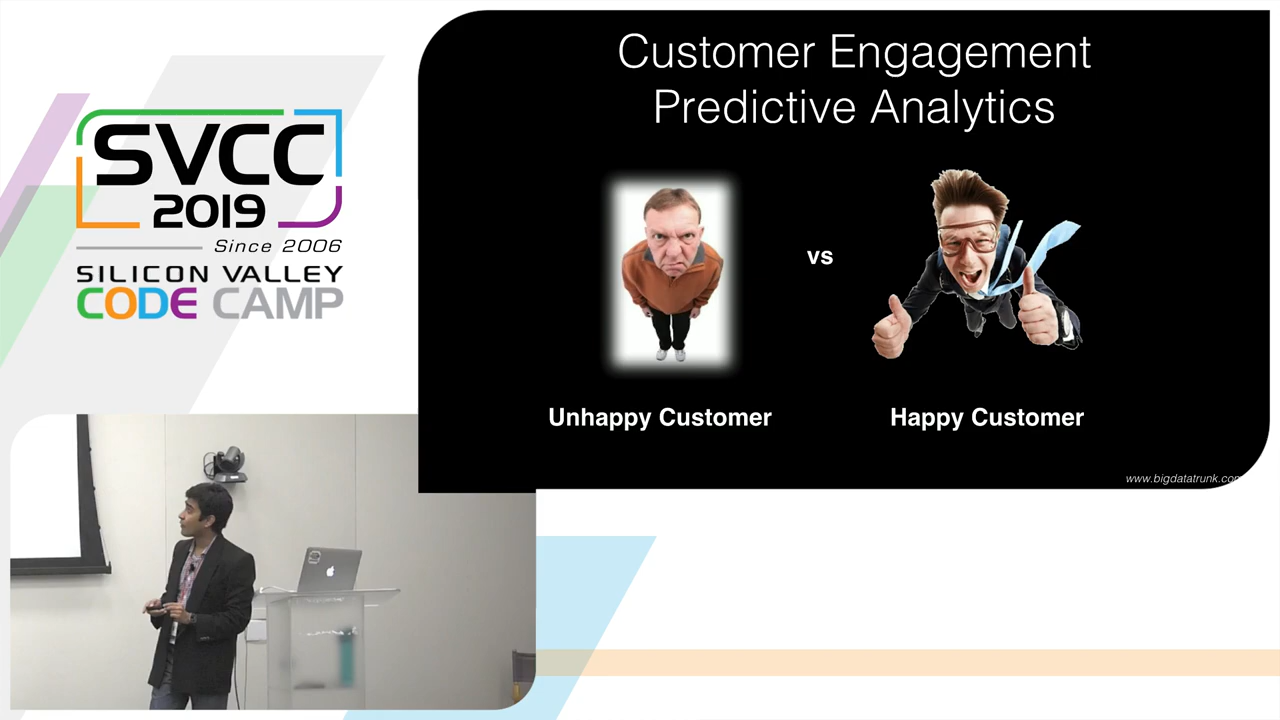 SVCC
2019
Since 2006
SILICON VALLEY
CODE CAMP
Customer Engagement
Predictive Analytics
vs
Unhappy Customer
Happy Customer
www.bigdatatrunk.com